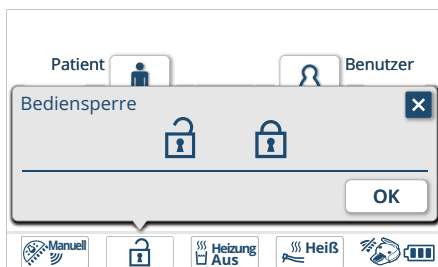 Patient
Benutzer
Bediensperre
OK
Manuell
Heizung
Aus
Heiß